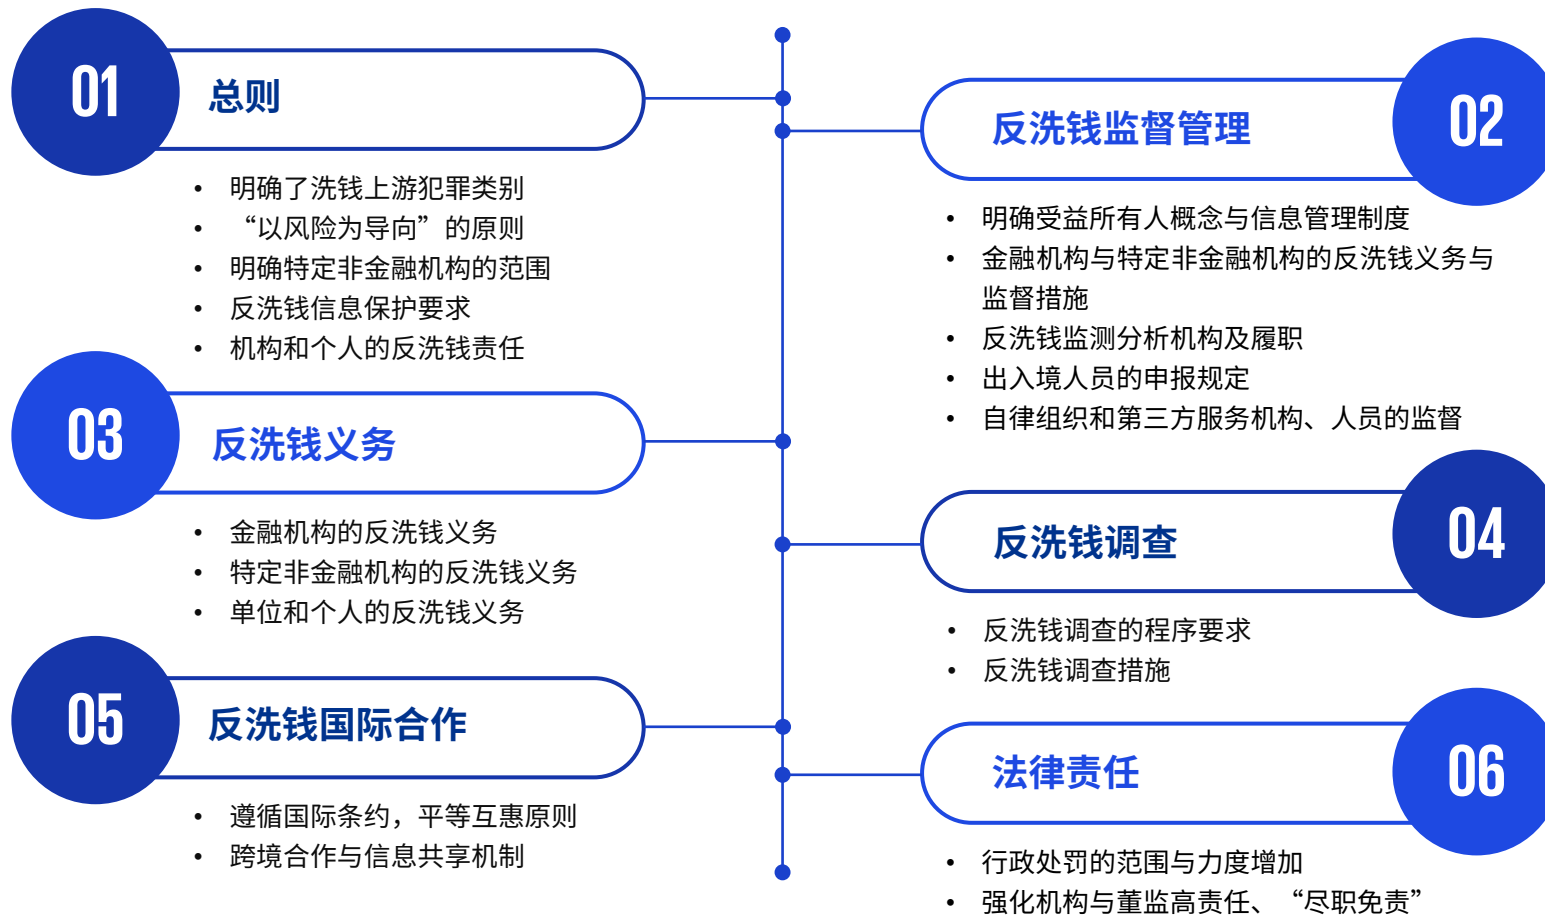 01
总则
• 明确了洗钱上游犯罪类别
• “以风险为导向”的原则
• 明确特定非金融机构的范围
• 反洗钱信息保护要求
• 机构和个人的反洗钱责任
02
反洗钱监督管理
• 明确受益所有人概念与信息管理制度
• 金融机构与特定非金融机构的反洗钱义务与
监督措施
• 反洗钱监测分析机构及履职
• 出入境人员的申报规定
• 自律组织和第三方服务机构、人员的监督
03
反洗钱义务
• 金融机构的反洗钱义务
• 特定非金融机构的反洗钱义务
• 单位和个人的反洗钱义务
04
反洗钱调查
• 反洗钱调查的程序要求
• 反洗钱调查措施
05
反洗钱国际合作
• 遵循国际条约，平等互惠原则
• 跨境合作与信息共享机制
06
法律责任
• 行政处罚的范围与力度增加
• 强化机构与董监高责任、“尽职免责”